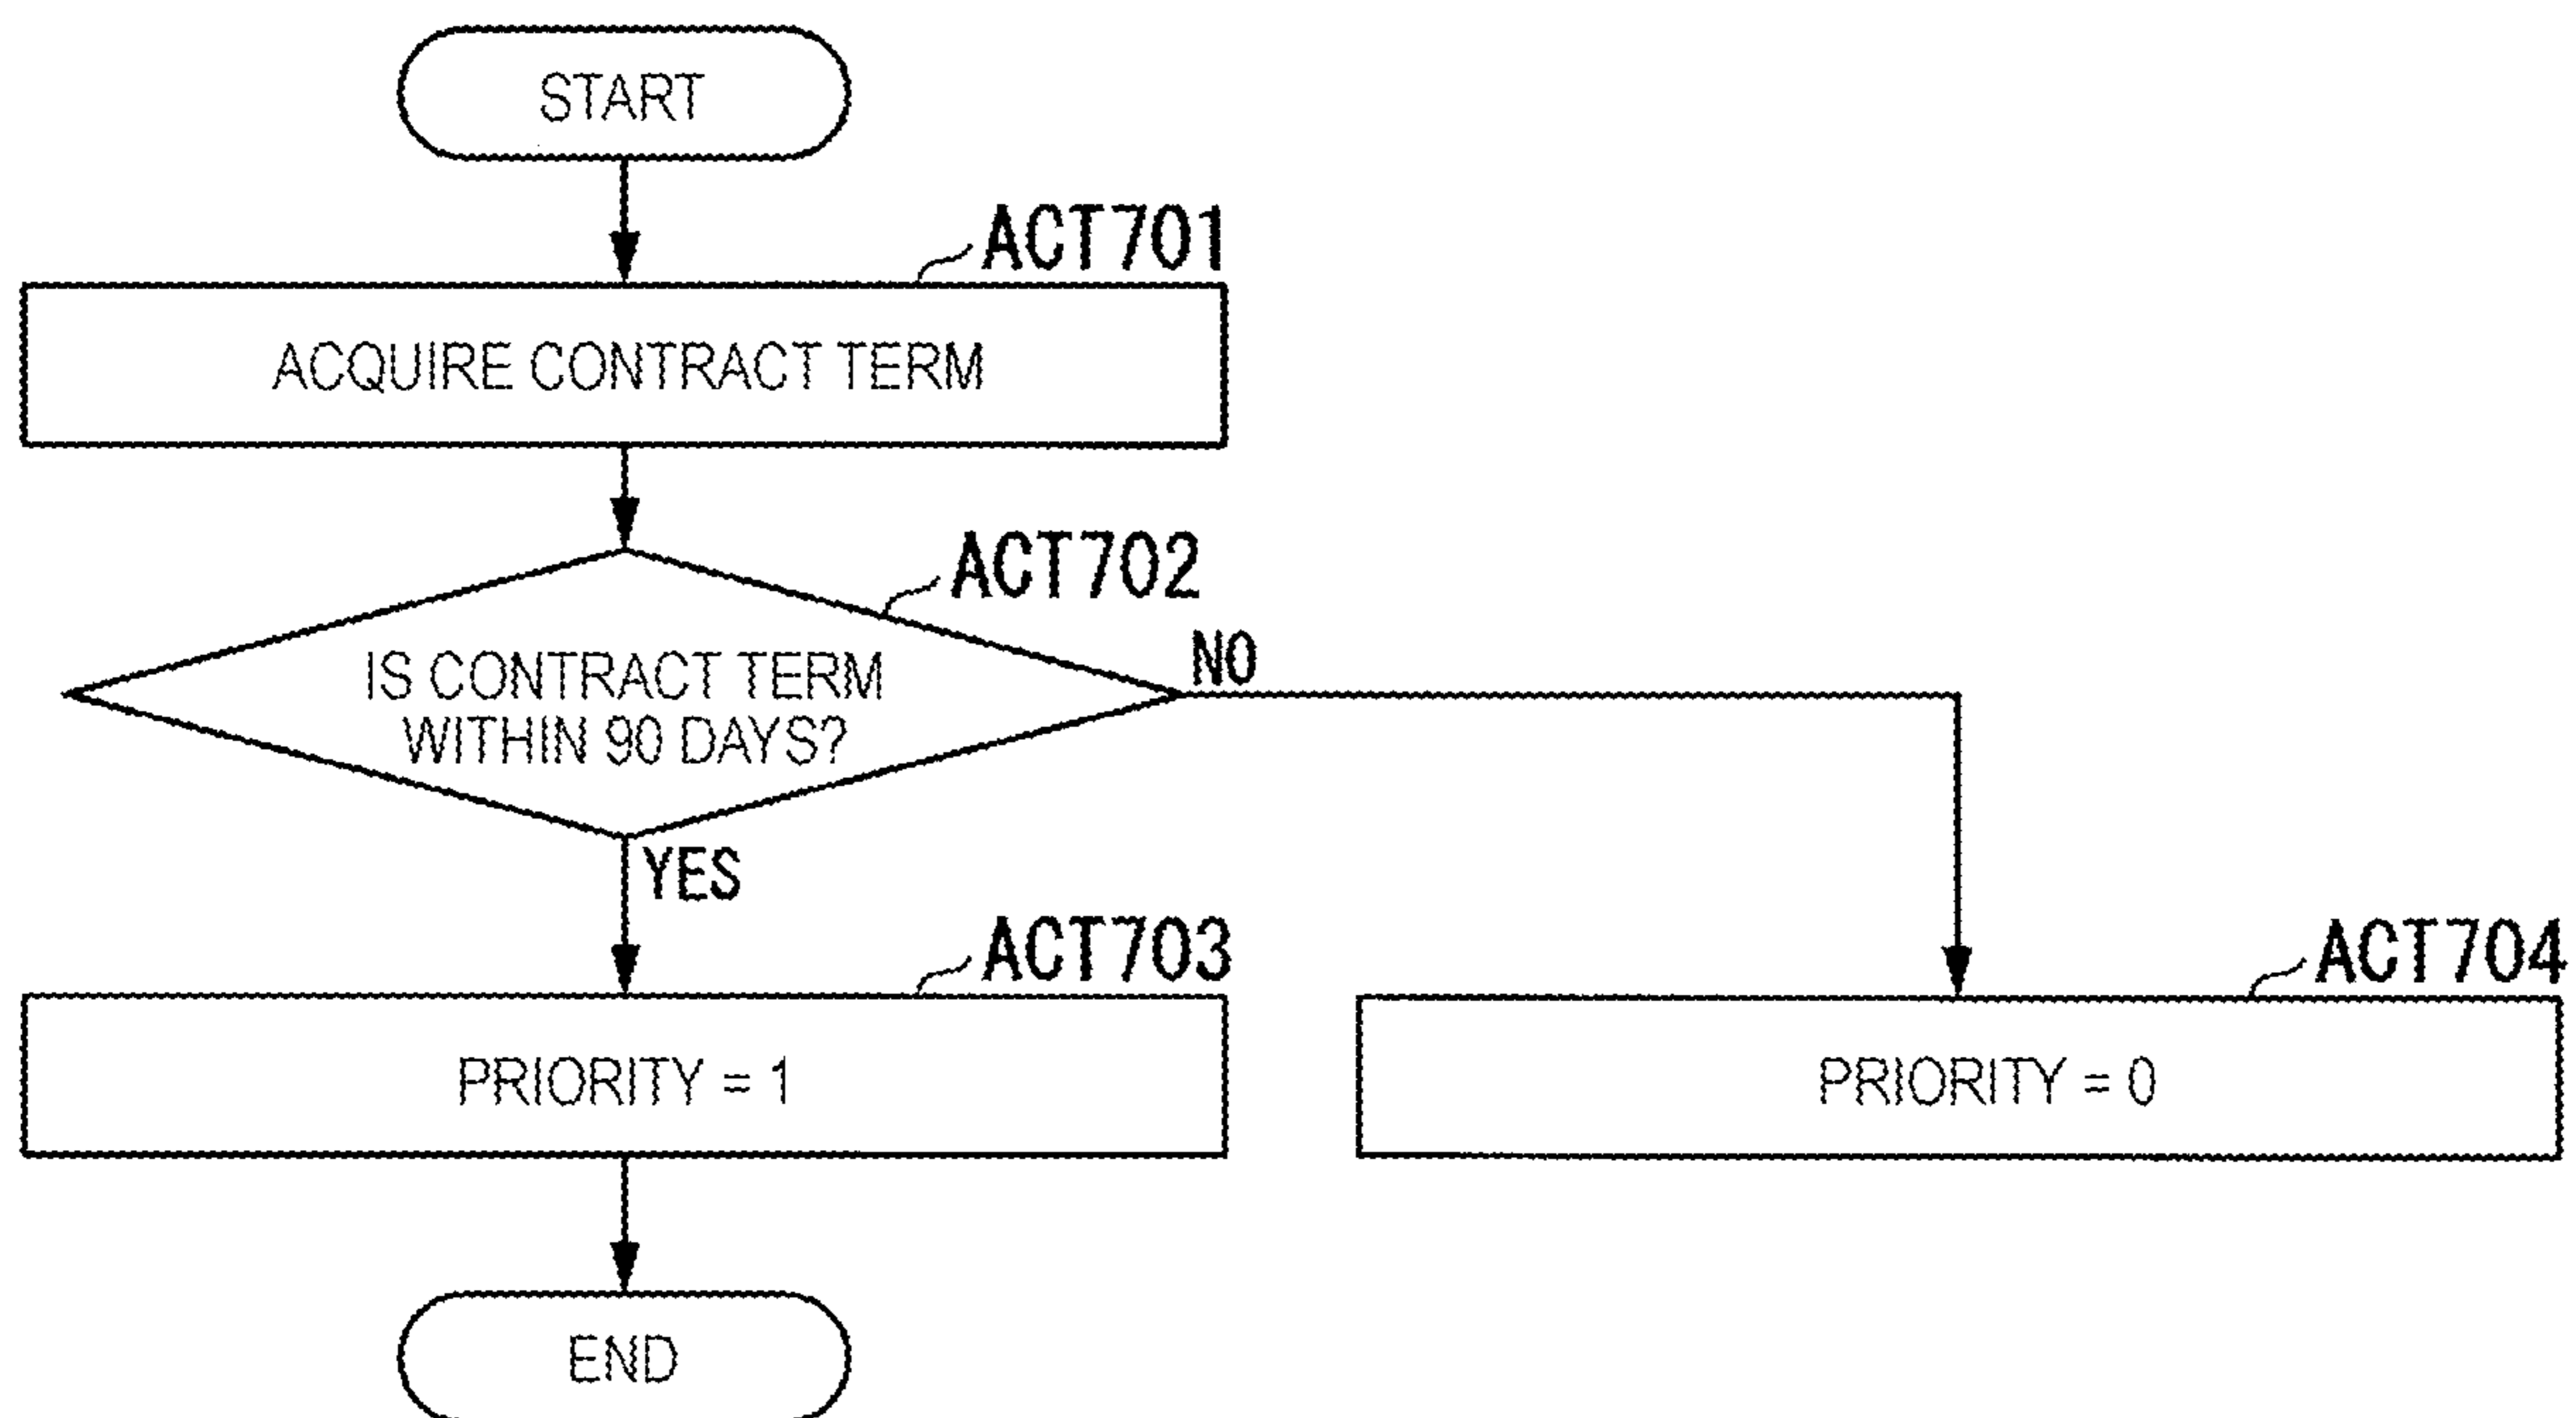 START
ACT701
ACQUIRE CONTRACT TERM
ACT702
IS CONTRACT TERM
WITHIN 90 DAYS?
NO
YES
ACT703
PRIORITY = 1
ACT704
PRIORITY = 0
END